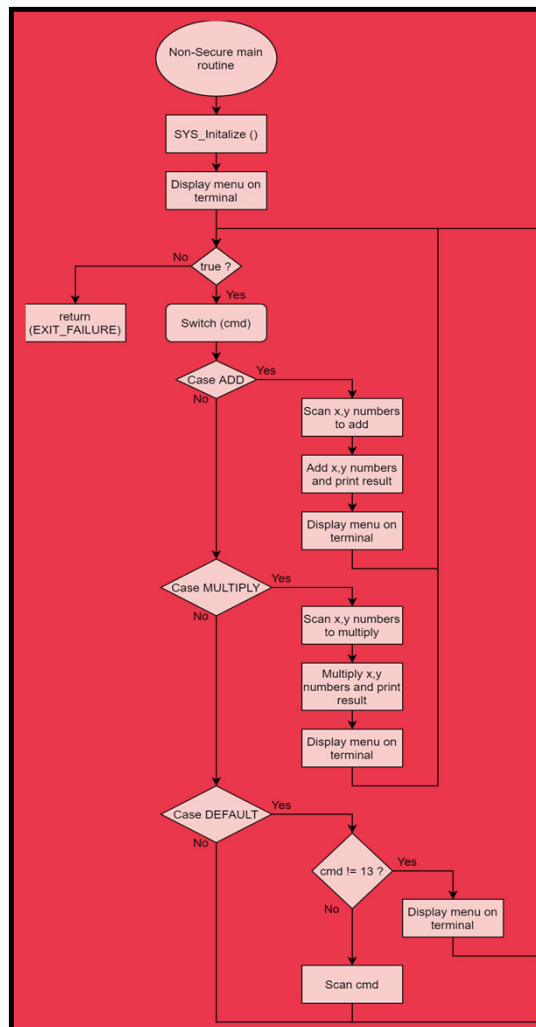 Non-Secure main
routine
SYS_Initalize ()
Display menu on
terminal
No
true ?
Yes
return
(EXIT_FAILURE)
Switch (cmd)
Case ADD
Yes
No
Scan x,y numbers
to add
Add x,y numbers
and print result
Display menu on
terminal
Case MULTIPLY
Yes
No
Scan x,y numbers
to multiply
Multiply x,y
numbers and print
result
Display menu on
terminal
Case DEFAULT
Yes
No
cmd != 13 ?
Yes
No
Display menu on
terminal
Scan cmd